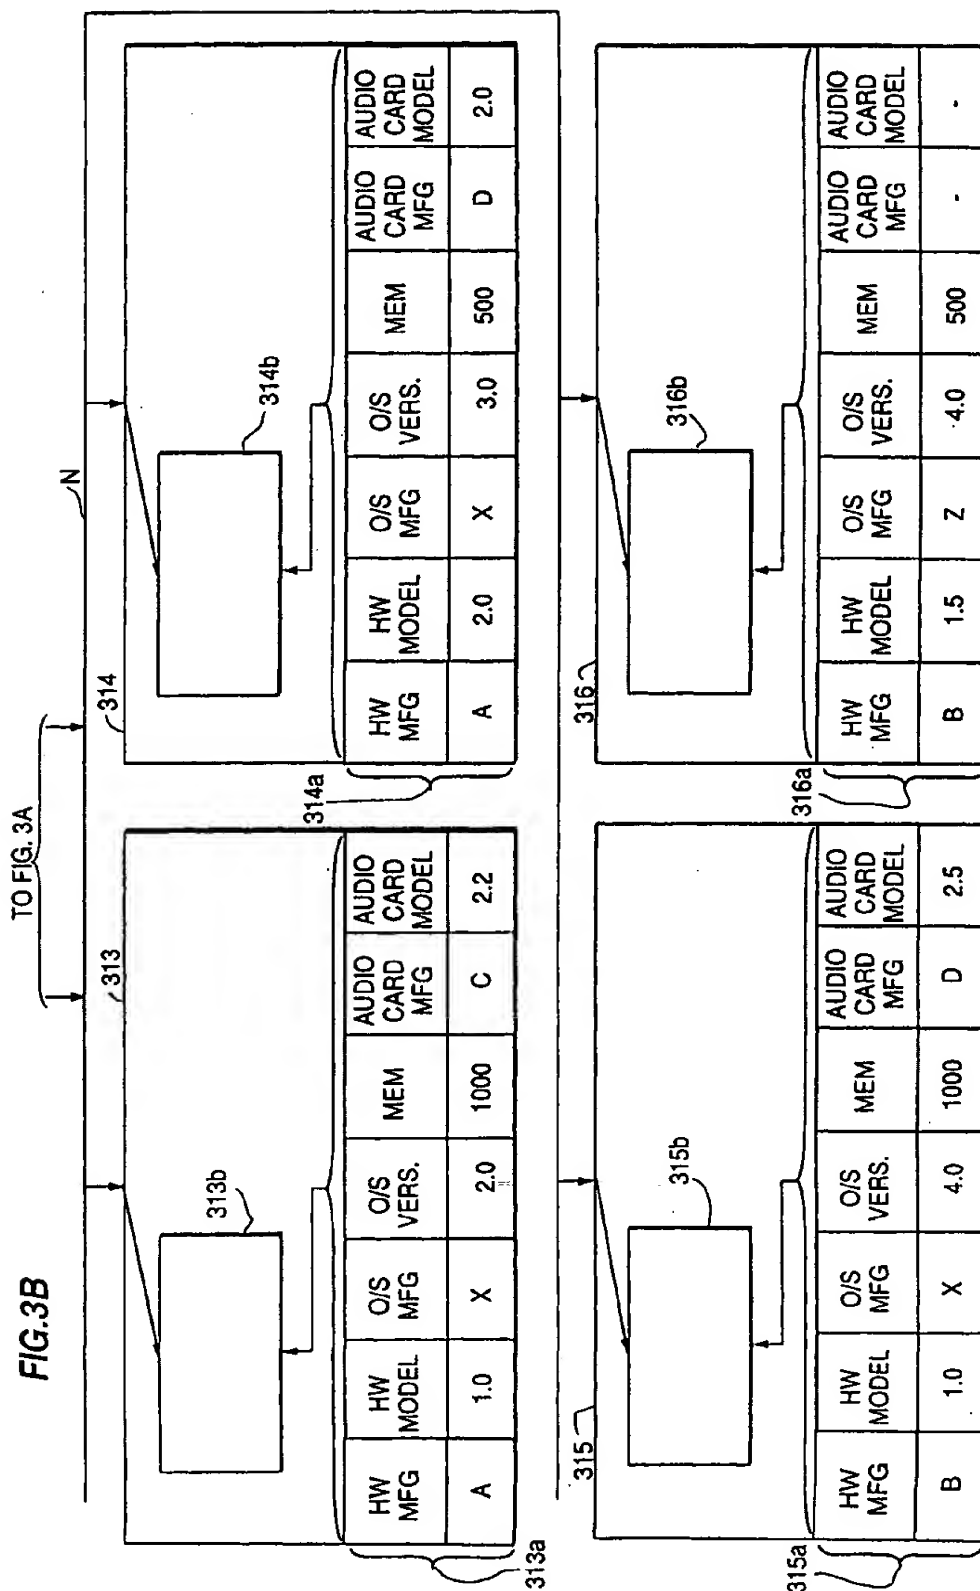 FIG.3B
TO FIG. 3A
N
313
313b
HW MFG | HW MODEL | O/S MFG | O/S VERS. | MEM | AUDIO CARD MFG | AUDIO CARD MODEL
A | 1.0 | X | 2.0 | 1000 | C | 2.2
313a
314
314b
HW MFG | HW MODEL | O/S MFG | O/S VERS. | MEM | AUDIO CARD MFG | AUDIO CARD MODEL
A | 2.0 | X | 3.0 | 500 | D | 2.0
314a
315
315b
HW MFG | HW MODEL | O/S MFG | O/S VERS. | MEM | AUDIO CARD MFG | AUDIO CARD MODEL
B | 1.0 | X | 4.0 | 1000 | D | 2.5
315a
316
316b
HW MFG | HW MODEL | O/S MFG | O/S VERS. | MEM | AUDIO CARD MFG | AUDIO CARD MODEL
B | 1.5 | Z | 4.0 | 500 | - | -
316a